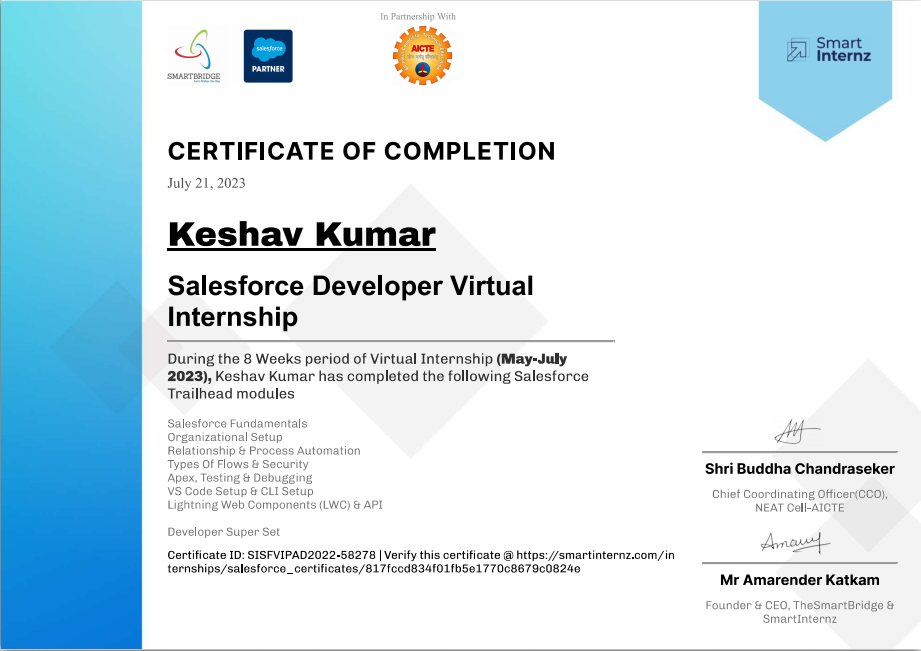 In Partnership With
SMARTBRIDGE
salesforce
PARTNER
AICTE
Smart
Internz
CERTIFICATE OF COMPLETION
July 21, 2023
Keshav Kumar
Salesforce Developer Virtual
Internship
During the 8 Weeks period of Virtual Internship (May-July
2023), Keshav Kumar has completed the following Salesforce
Trailhead modules
Salesforce Fundamentals
Organizational Setup
Relationship & Process Automation
Types Of Flows & Security
Apex, Testing & Debugging
VS Code Setup & CLI Setup
Lightning Web Components (LWC) & API
Developer Super Set
Certificate ID: SISFVIPAD2022-58278 | Verify this certificate @ https://smartinternz.com/in
ternships/salesforce_certificates/817fccd834f01fb5e1770c8679c0824e
Shri Buddha Chandraseker
Chief Coordinating Officer(CCO),
NEAT Cell-AICTE
Mr Amarender Katkam
Founder & CEO, TheSmartBridge &
SmartInternz